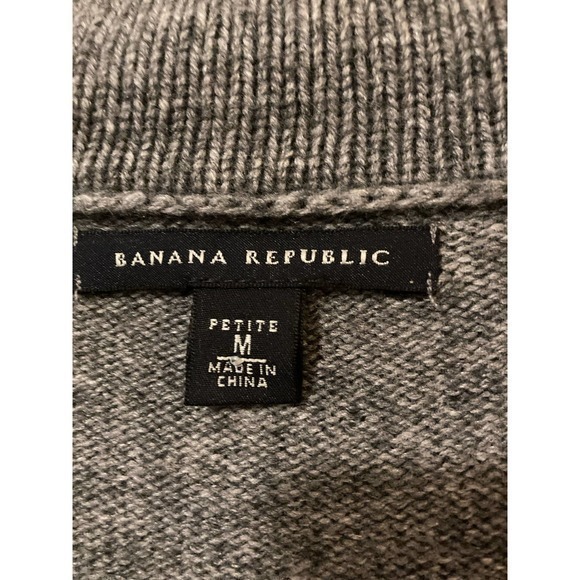 BANANA REPUBLIC
PETITE
M
MADE IN
CHINA